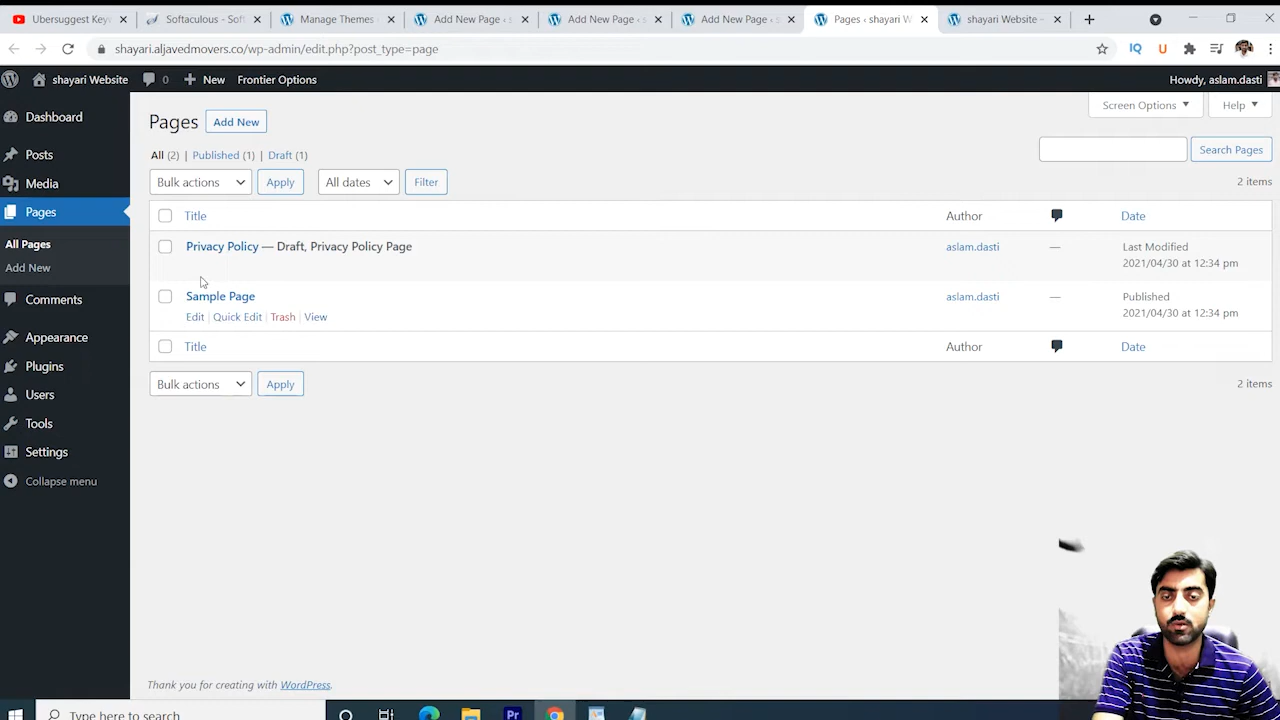 Ubersuggest Keyw
Softaculous - Sof
Manage Themes
Add New Page ‹ s
Add New Page ‹ s
Add New Page ‹ s
Pages ‹ shayari W
shayari Website –
shayari.aljavedmovers.co/wp-admin/edit.php?post_type=page
IQ
U
shayari Website
0
New
Frontier Options
Howdy, aslam.dasti
Dashboard
Posts
Media
Pages
All Pages
Add New
Comments
Appearance
Plugins
Users
Tools
Settings
Collapse menu
Screen Options
Help
Pages
Add New
All (2) | Published (1) | Draft (1)
Search Pages
Bulk actions
Apply
All dates
Filter
2 items
Title
Author
Date
Privacy Policy — Draft, Privacy Policy Page
aslam.dasti
—
Last Modified
2021/04/30 at 12:34 pm
Sample Page
aslam.dasti
—
Published
2021/04/30 at 12:34 pm
Edit | Quick Edit | Trash | View
Title
Author
Date
Bulk actions
Apply
2 items
Thank you for creating with WordPress.
Type here to search
Pr